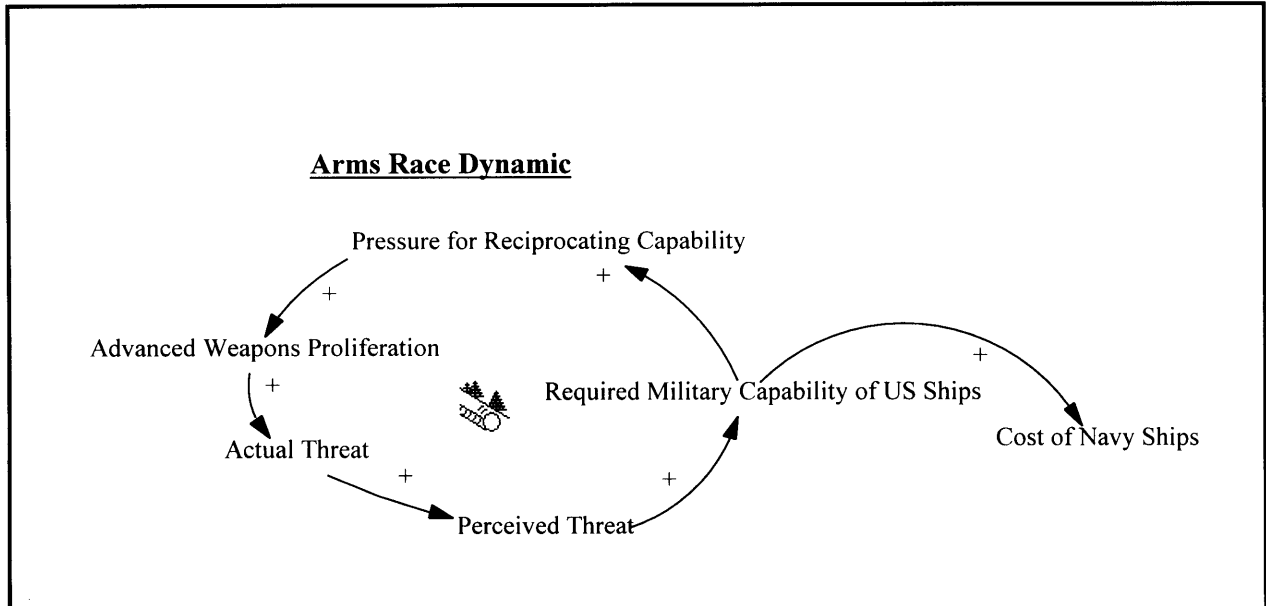 Arms Race Dynamic
Pressure for Reciprocating Capability
+
+
Advanced Weapons Proliferation
+
+
Required Military Capability of US Ships
Cost of Navy Ships
Actual Threat
+
+
Perceived Threat